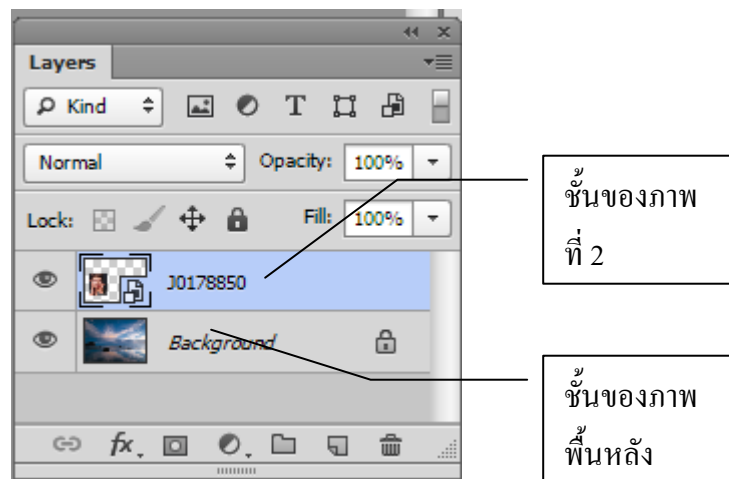 Layers
Kind
Normal Opacity: 100%
Lock: Fill: 100%
J0178850
Background
fx
ชั้นของภาพ
ที่ 2
ชั้นของภาพ
พื้นหลัง